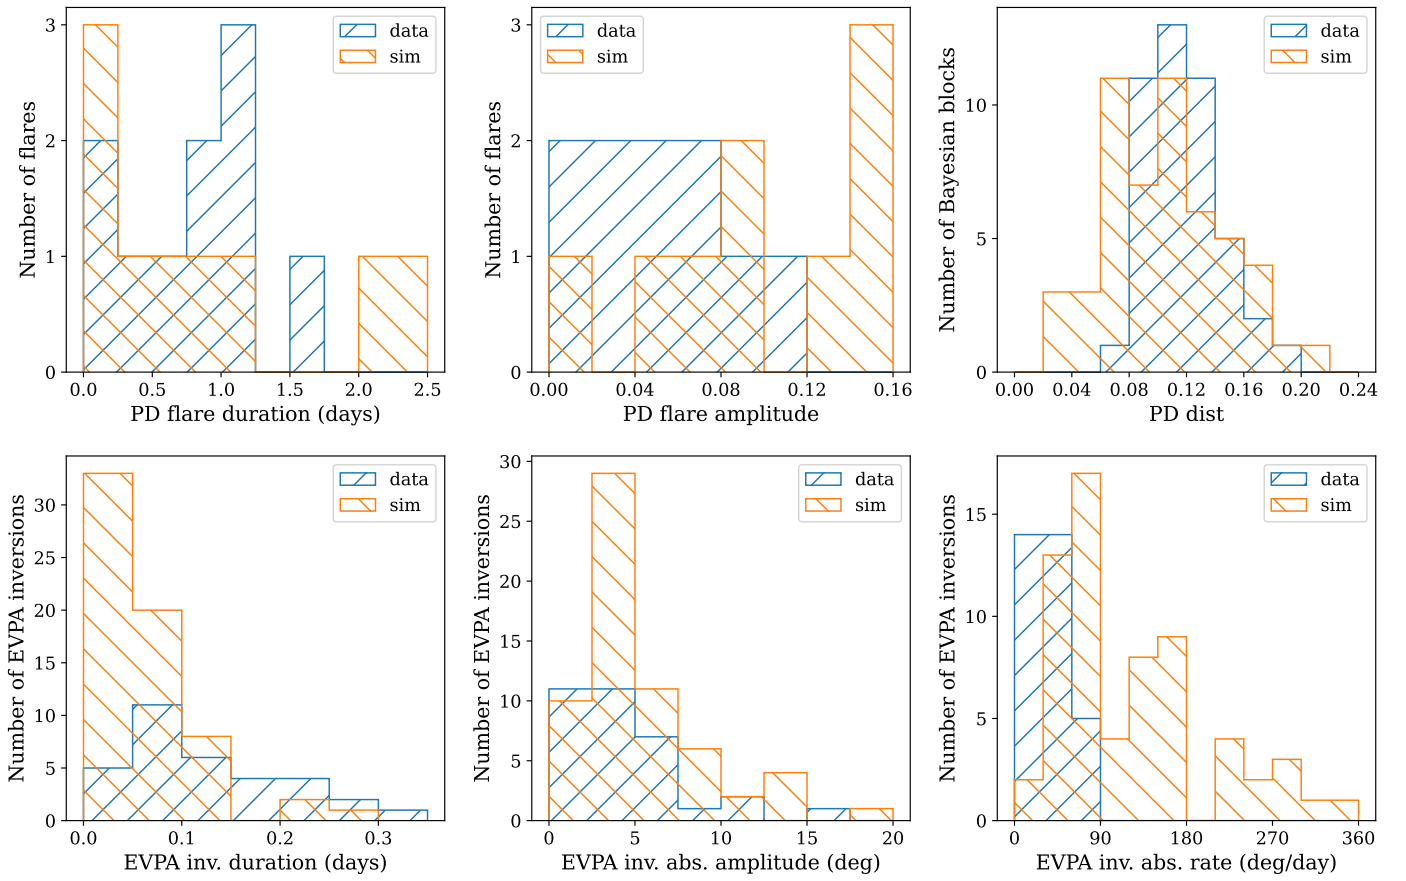 data
sim
Number of flares
3
2
1
0
0.0 0.5 1.0 1.5 2.0 2.5
PD flare duration (days)
data
sim
Number of flares
3
2
1
0
0.00 0.04 0.08 0.12 0.16
PD flare amplitude
data
sim
Number of Bayesian blocks
10
5
0
0.00 0.04 0.08 0.12 0.16 0.20 0.24
PD dist
data
sim
Number of EVPA inversions
30
25
20
15
10
5
0
0.0 0.1 0.2 0.3
EVPA inv. duration (days)
data
sim
Number of EVPA inversions
30
25
20
15
10
5
0
0 5 10 15 20
EVPA inv. abs. amplitude (deg)
data
sim
Number of EVPA inversions
15
10
5
0
0 90 180 270 360
EVPA inv. abs. rate (deg/day)